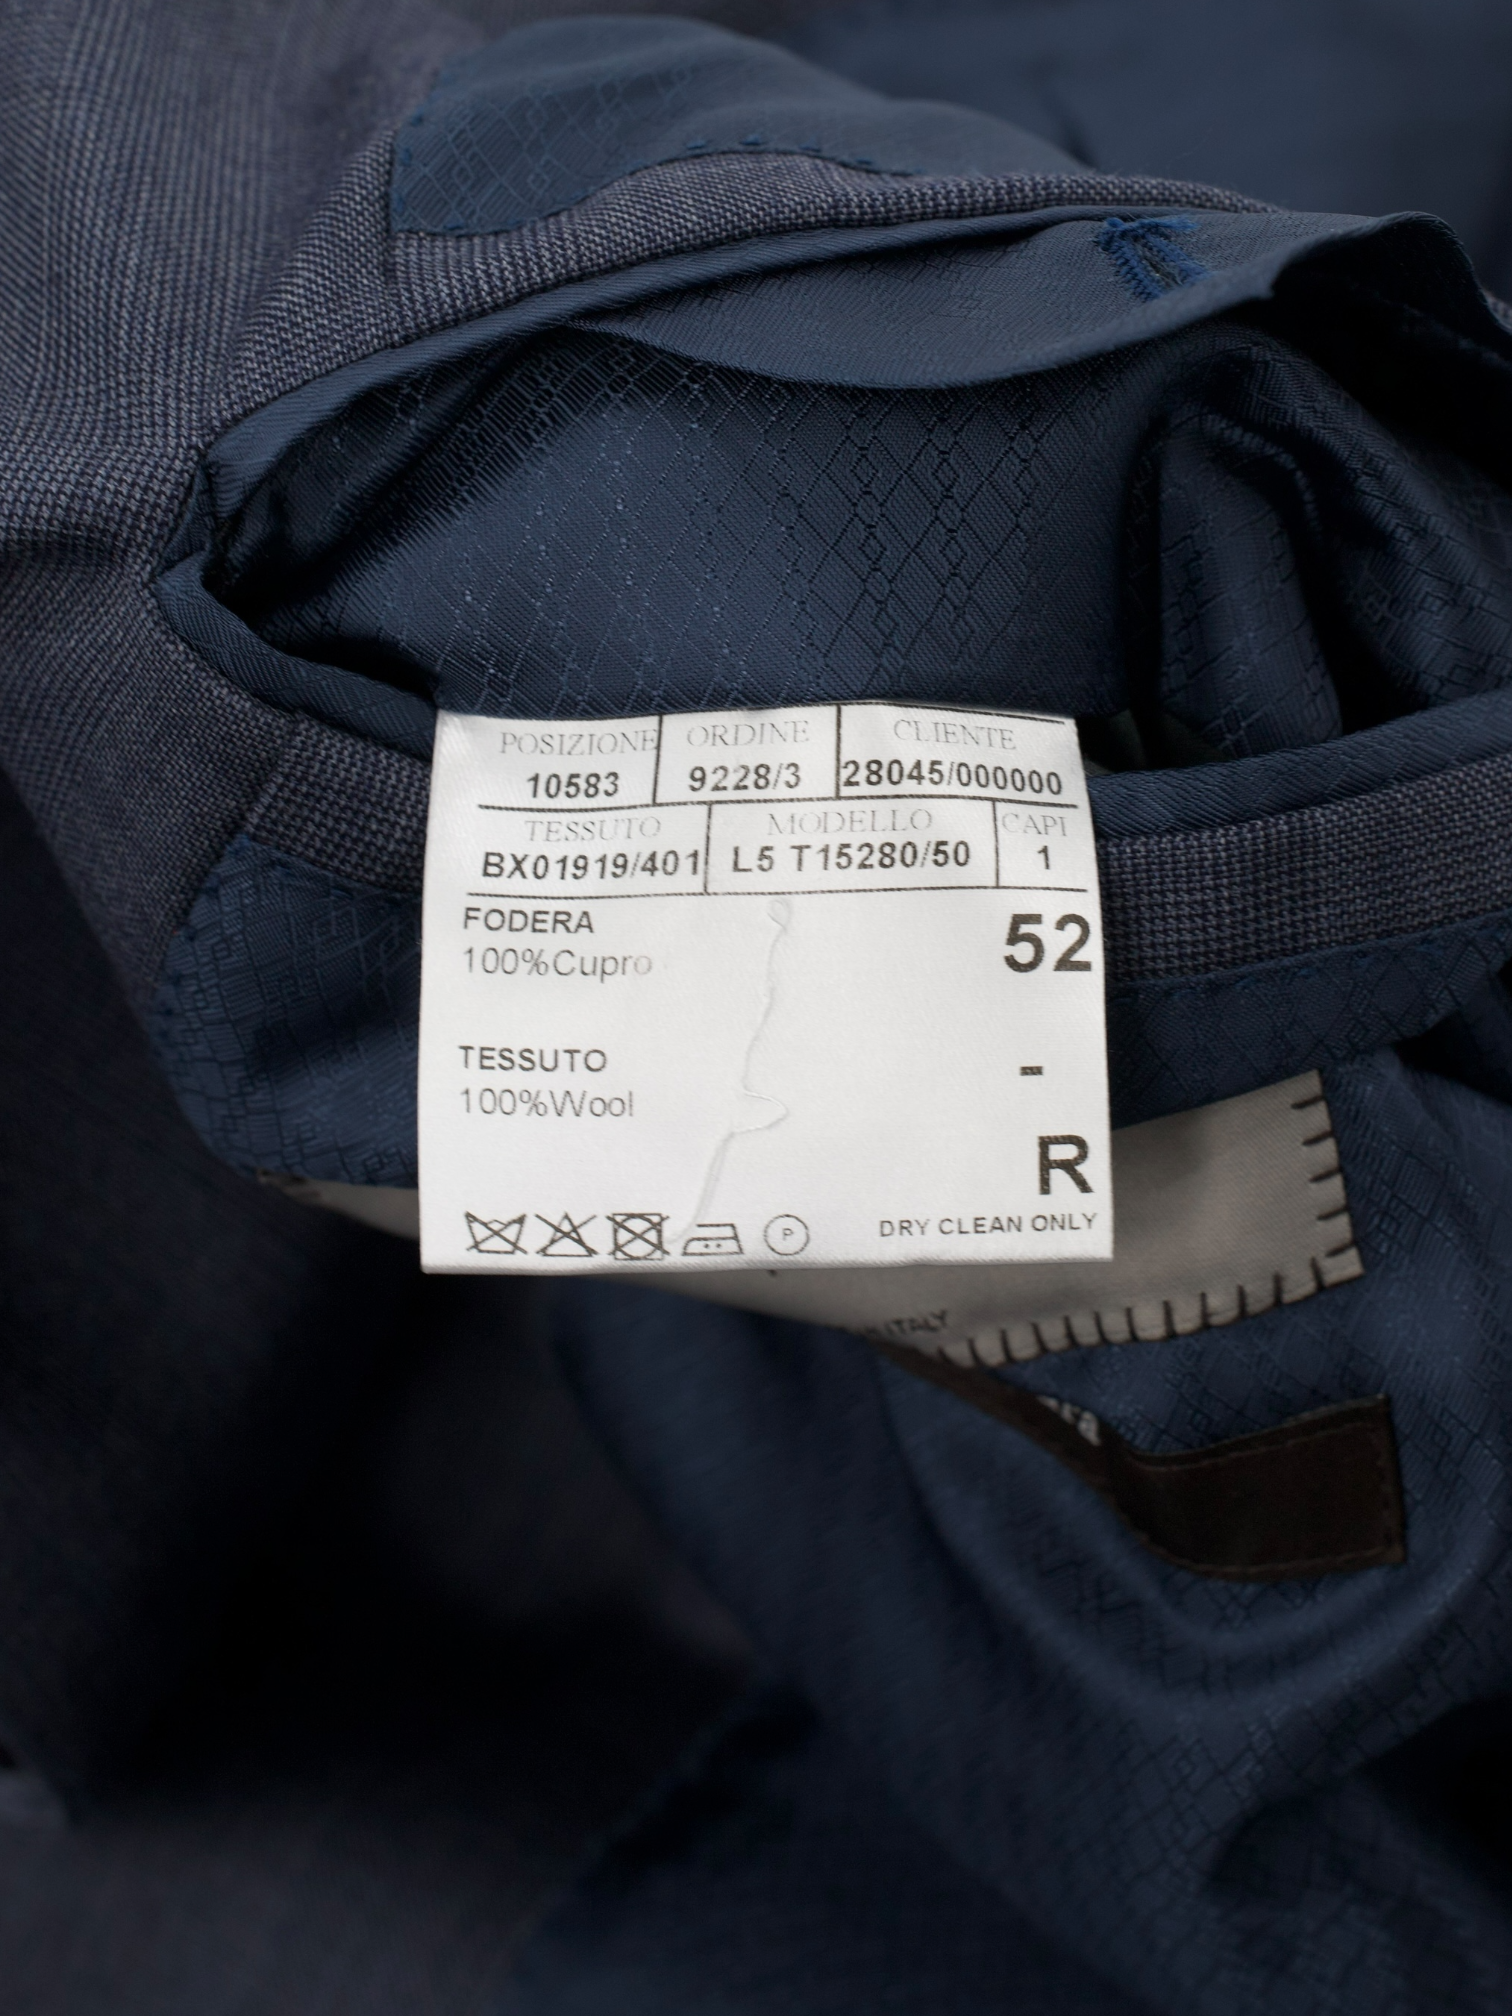 POSIZIONE ORDINE CLIENTE
10583 9228/3 28045/000000
TESSUTO MODELLO CAPI
BX01919/401 L5 T15280/50 1
FODERA
100%Cupro
52
TESSUTO
100%Wool
-
R
P
DRY CLEAN ONLY
ITALY